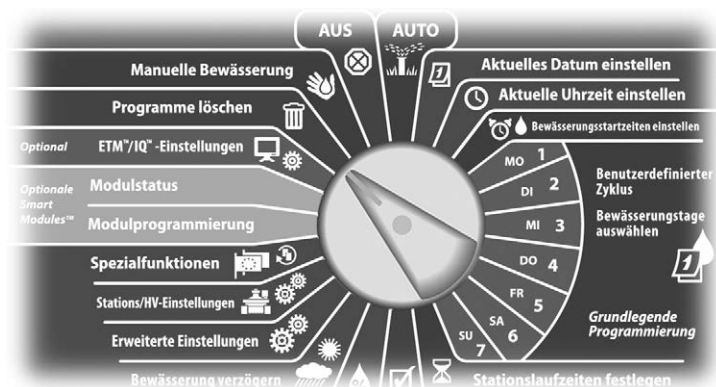 AUS
AUTO
Manuelle Bewässerung
Programme löschen
Optional
ETM™/IQ™ -Einstellungen
Optionale
Smart
Modules™
Modulstatus
Modulprogrammierung
Spezialfunktionen
Stations/HV-Einstellungen
Erweiterte Einstellungen
Bewässerung verzögern
Aktuelles Datum einstellen
Aktuelle Uhrzeit einstellen
Bewässerungsstartzeiten einstellen
MO 1
DI 2
MI 3
DO 4
FR 5
SA 6
SU 7
Benutzerdefinierter
Zyklus
Bewässerungstage
auswählen
1
Grundlegende
Programmierung
Stationslaufzeiten festlegen
%